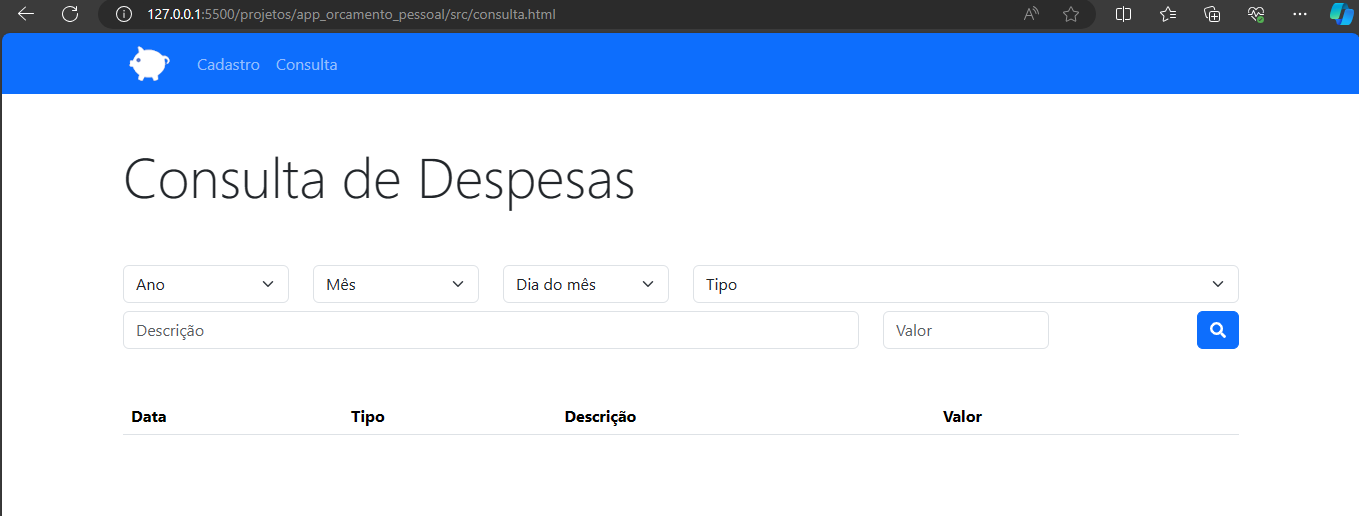 127.0.0.1:5500/projetos/app_orcamento_pessoal/src/consulta.html
Cadastro Consulta
Consulta de Despesas
Ano Mês Dia do mês Tipo
Descrição Valor
Data Tipo Descrição Valor